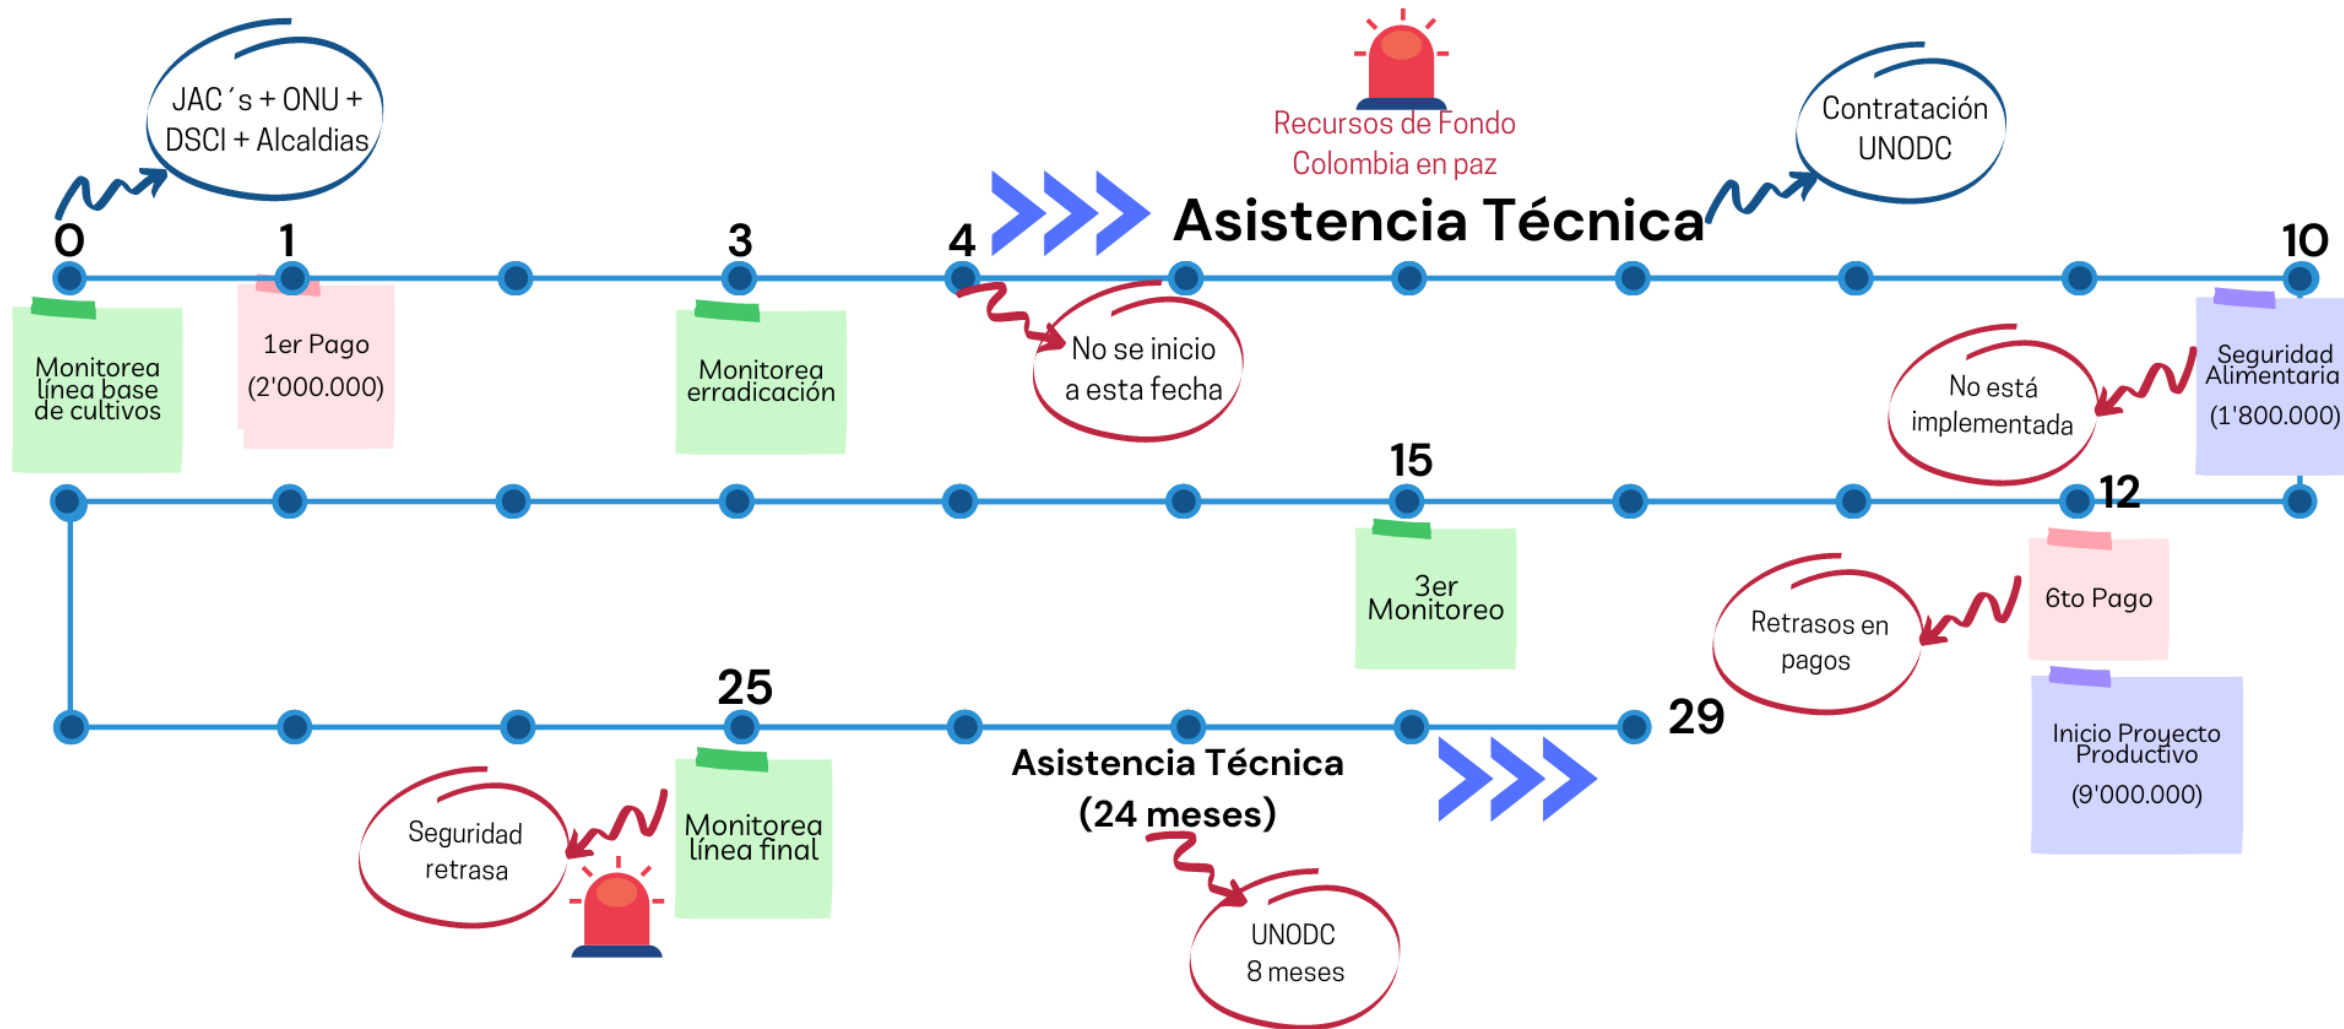 JAC´s + ONU +
DSCI + Alcaldias
Recursos de Fondo
Colombia en paz
Contratación
UNODC
Asistencia Técnica
0
1
3
4
10
Monitorea
línea base
de cultivos
1er Pago
(2'000.000)
Monitorea
erradicación
No se inicio
a esta fecha
No está
implementada
Seguridad
Alimentaria
(1'800.000)
15
12
3er
Monitoreo
Retrasos en
pagos
6to Pago
Inicio Proyecto
Productivo
(9'000.000)
25
29
Asistencia Técnica
(24 meses)
Seguridad
retrasa
Monitorea
línea final
UNODC
8 meses